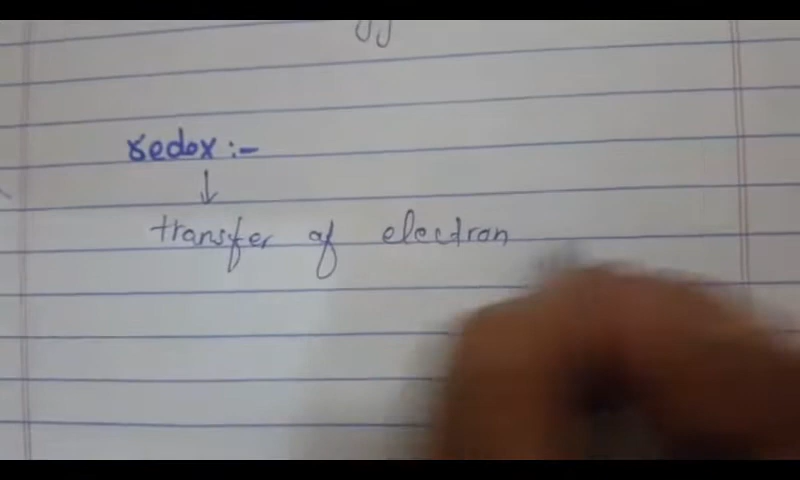 redox :-
↓
transfer of electron